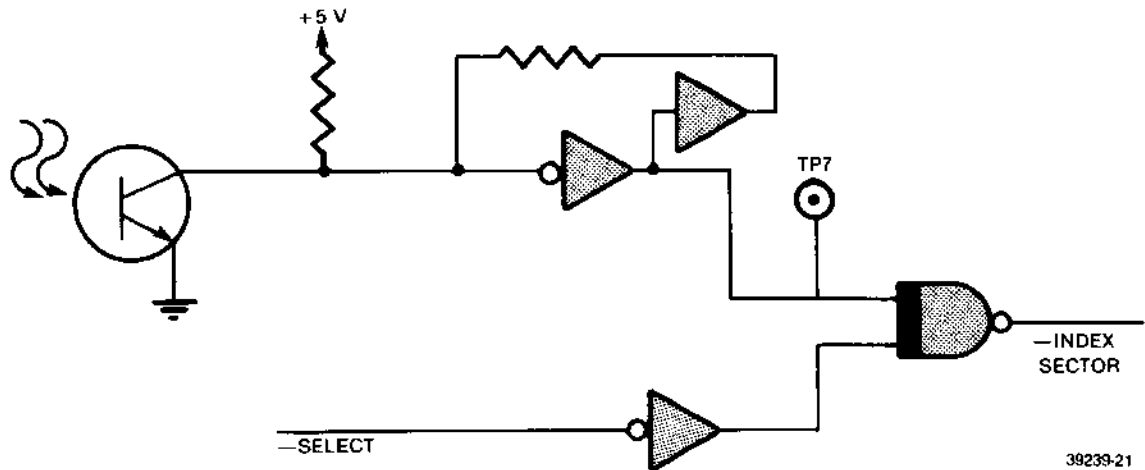 +5 V
TP7
—INDEX
SECTOR
—SELECT
39239-21